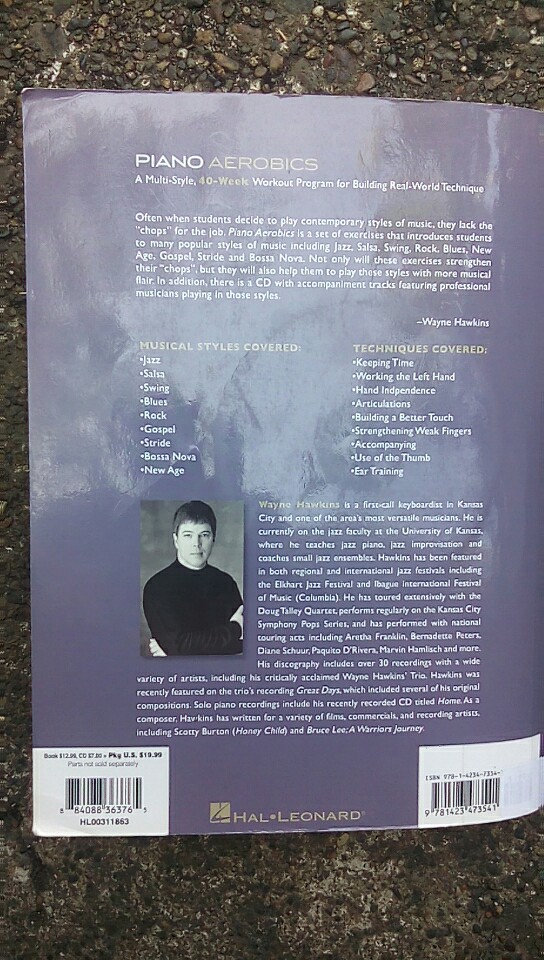 PIANO AEROBICS
A Multi-Style, 40-Week Workout Program for Building Real-World Technique
Often when students decide to play contemporary styles of music, they lack the
"chops" for the job. Piano Aerobics is a set of exercises that introduces students
to many popular styles of music including Jazz, Salsa, Swing, Rock, Blues, New
Age, Gospel, Stride and Bossa Nova. Not only will these exercises strengthen
their "chops", but they will also help them to play these styles with more musical
flair. In addition, there is a CD with accompaniment tracks featuring professional
musicians playing in those styles.
–Wayne Hawkins
MUSICAL STYLES COVERED:
•Jazz
•Salsa
•Swing
•Blues
•Rock
•Gospel
•Stride
•Bossa Nova
•New Age
TECHNIQUES COVERED:
•Keeping Time
•Working the Left Hand
•Hand Indpendence
•Articulations
•Building a Better Touch
•Strengthening Weak Fingers
•Accompanying
•Use of the Thumb
•Ear Training
Wayne Hawkins is a first-call keyboardist in Kansas
City and one of the area's most versatile musicians. He is
currently on the jazz faculty at the University of Kansas,
where he teaches jazz piano, jazz improvisation and
coaches small jazz ensembles. Hawkins has been featured
in both regional and international jazz festivals including
the Elkhart Jazz Festival and Ibague international Festival
of Music (Columbia). He has toured extensively with the
Doug Talley Quartet, performs regularly on the Kansas City
Symphony Pops Series, and has performed with national
touring acts including Aretha Franklin, Bernadette Peters,
Diane Schuur, Paquito D'Rivera, Marvin Hamlisch and more.
His discography includes over 30 recordings with a wide
variety of artists, including his critically acclaimed Wayne Hawkins' Trio. Hawkins was
recently featured on the trio's recording Great Days, which included several of his original
compositions. Solo piano recordings include his recently recorded CD titled Home. As a
composer, Hawkins has written for a variety of films, commercials, and recording artists,
including Scotty Burton (Honey Child) and Bruce Lee; A Warriors Journey.
Book $12.99, CD $7.00 • Pkg U.S. $19.99
Parts not sold separately
8 84088 36376 5
HL00311863
HAL•LEONARD®
ISBN 978-1-4234-7354-
9 781423 473541